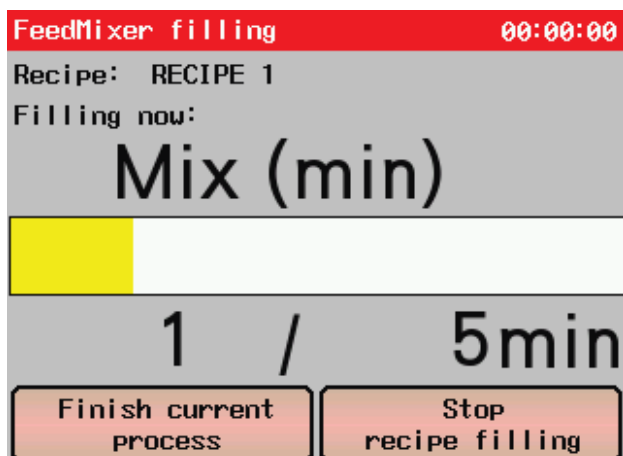 FeedMixer filling 00:00:00
Recipe: RECIPE 1
Filling now:
Mix (min)
1 / 5min
Finish current Stop
process recipe filling